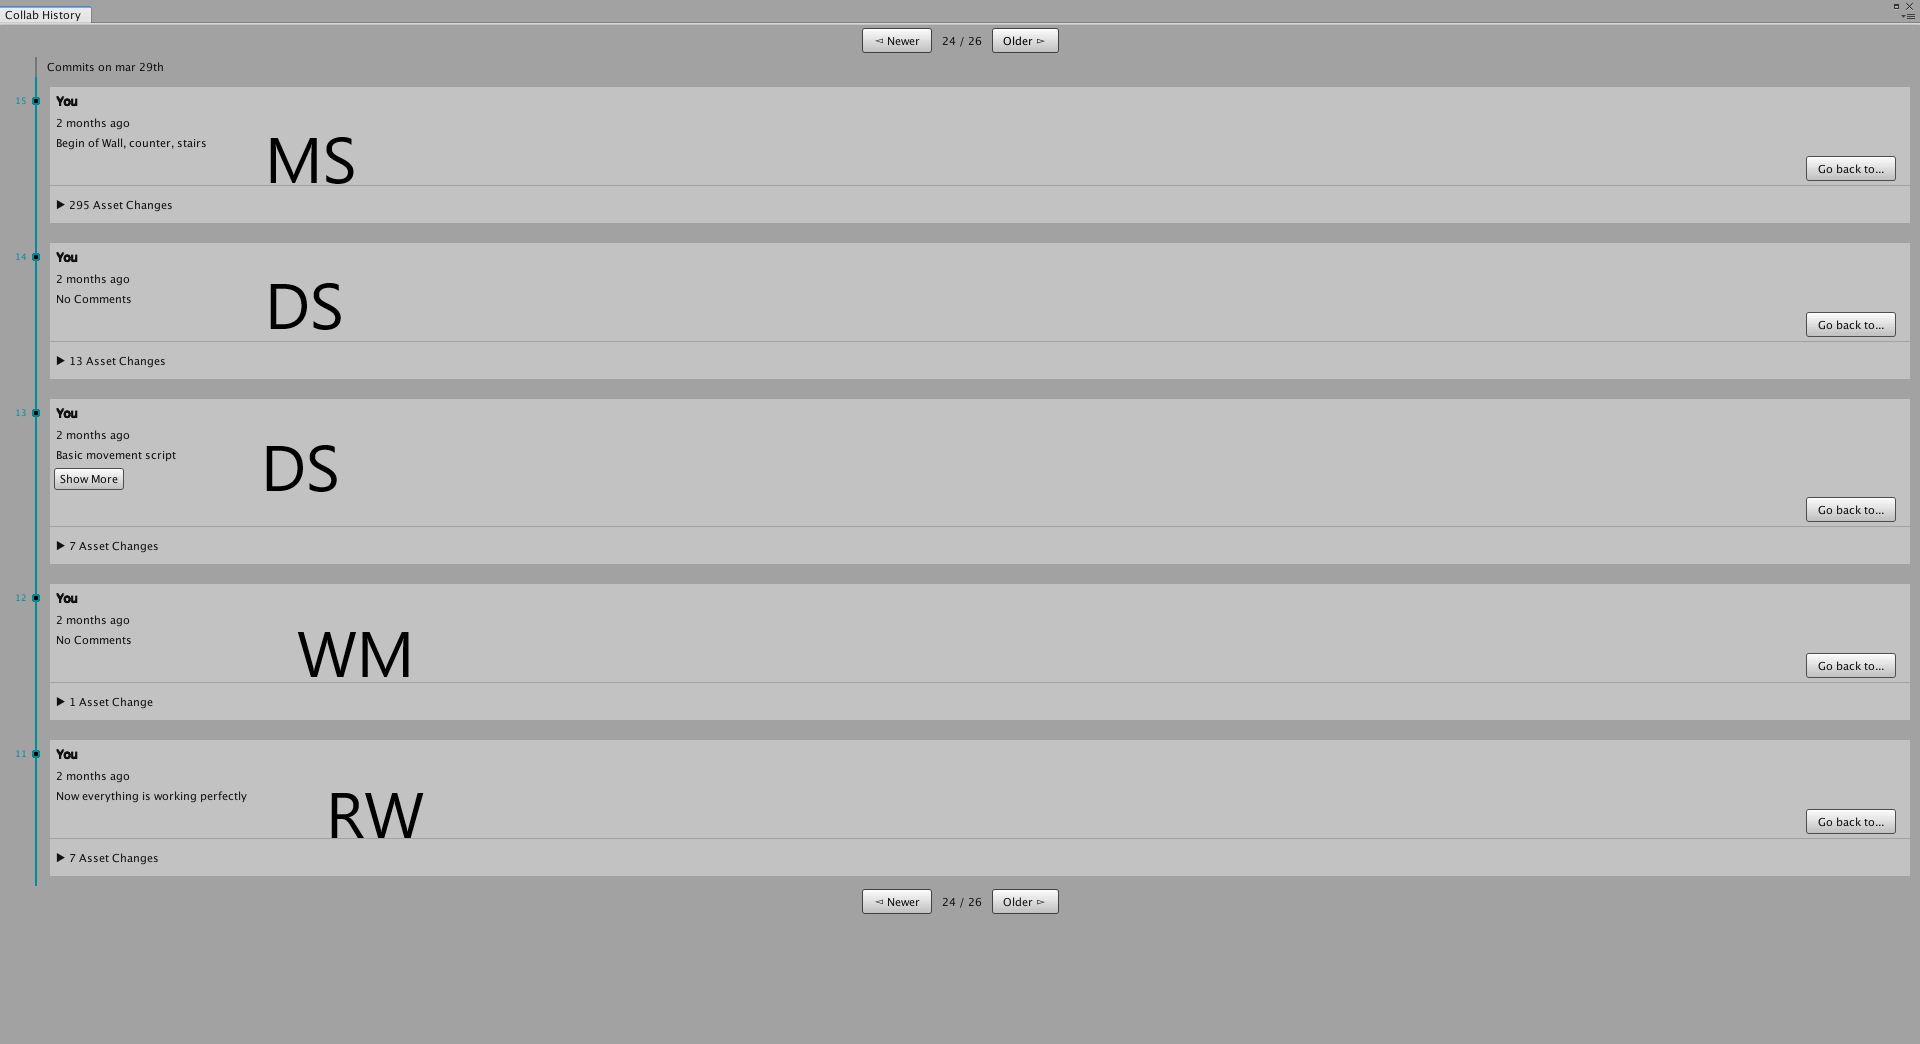 Collab History
Newer 24 / 26 Older
Commits on mar 29th
15 You
2 months ago
Begin of Wall, counter, stairs
MS
Go back to...
295 Asset Changes
14 You
2 months ago
No Comments
DS
Go back to...
13 Asset Changes
13 You
2 months ago
Basic movement script
DS
Show More
Go back to...
7 Asset Changes
12 You
2 months ago
No Comments
WM
Go back to...
1 Asset Change
11 You
2 months ago
Now everything is working perfectly
RW
Go back to...
7 Asset Changes
Newer 24 / 26 Older